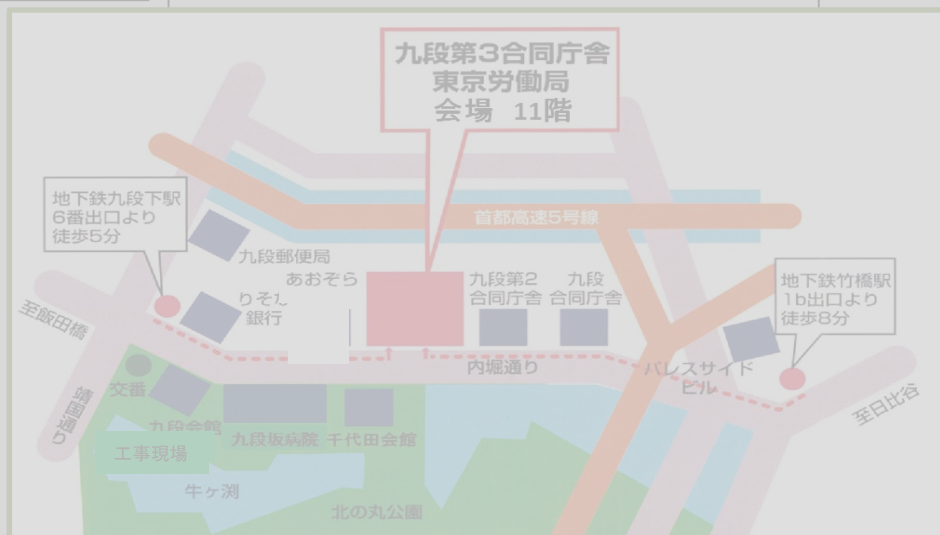 九段第3合同庁舎
東京労働局
会場 11階
地下鉄九段下駅
6番出口より
徒歩5分
首都高速5号線
九段郵便局
あおぞら
九段第2
合同庁舎
九段
合同庁舎
地下鉄竹橋駅
1b出口より
徒歩8分
りそな
銀行
至飯田橋
内堀通り
パレスサイド
ビル
至日比谷
交番
靖国通り
九段会館
九段坂病院
千代田会館
工事現場
牛ヶ渕
北の丸公園